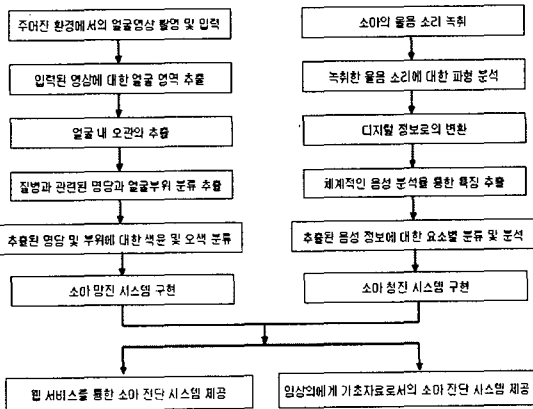 주어진 환경에서의 얼굴영상 촬영 및 입력
입력된 영상에 대한 얼굴 영역 추출
얼굴 내 오관의 추출
질병과 관련된 명당과 얼굴부위 분류 추출
추출된 명당 및 부위에 대한 색윤 및 오색 분류
소아 망진 시스템 구현
소아의 울음 소리 녹취
녹취한 울음 소리에 대한 파형 분석
디지털 정보로의 변환
체계적인 음성 분석을 통한 특징 추출
추출된 음성 정보에 대한 요소별 분류 및 분석
소아 청진 시스템 구현
웹 서비스를 통한 소아 진단 시스템 제공
임상의에게 기초자료로서의 소아 진단 시스템 제공